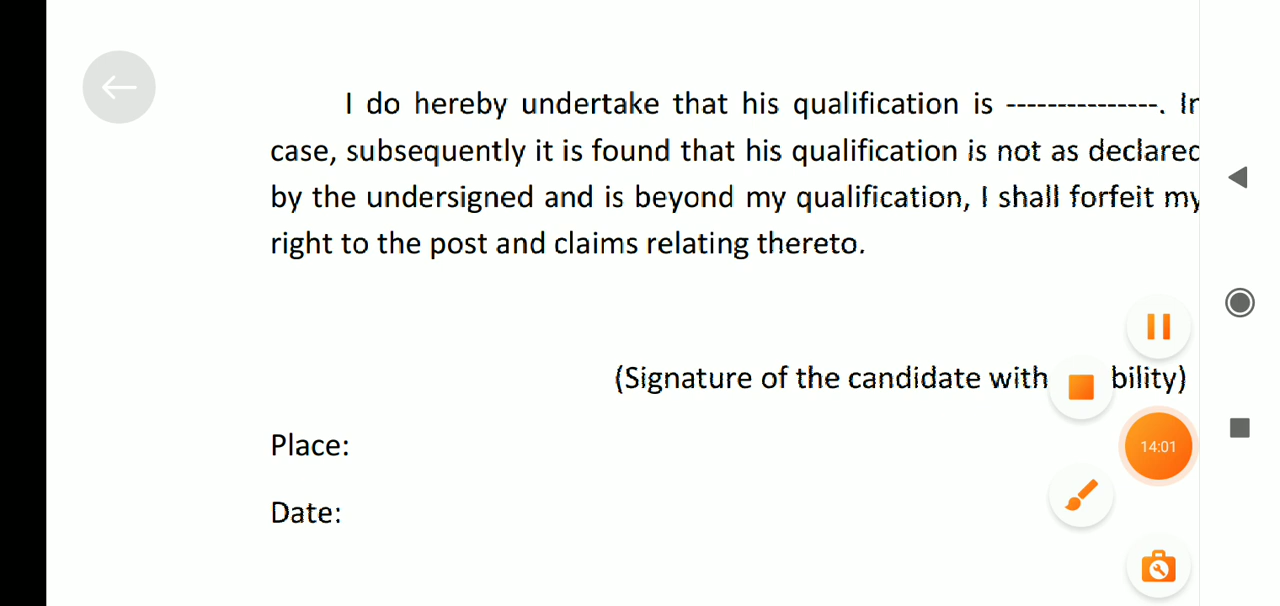 I do hereby undertake that his qualification is ---------------. In
case, subsequently it is found that his qualification is not as declared
by the undersigned and is beyond my qualification, I shall forfeit my
right to the post and claims relating thereto.
(Signature of the candidate with bility)
14:01
Place:
Date: